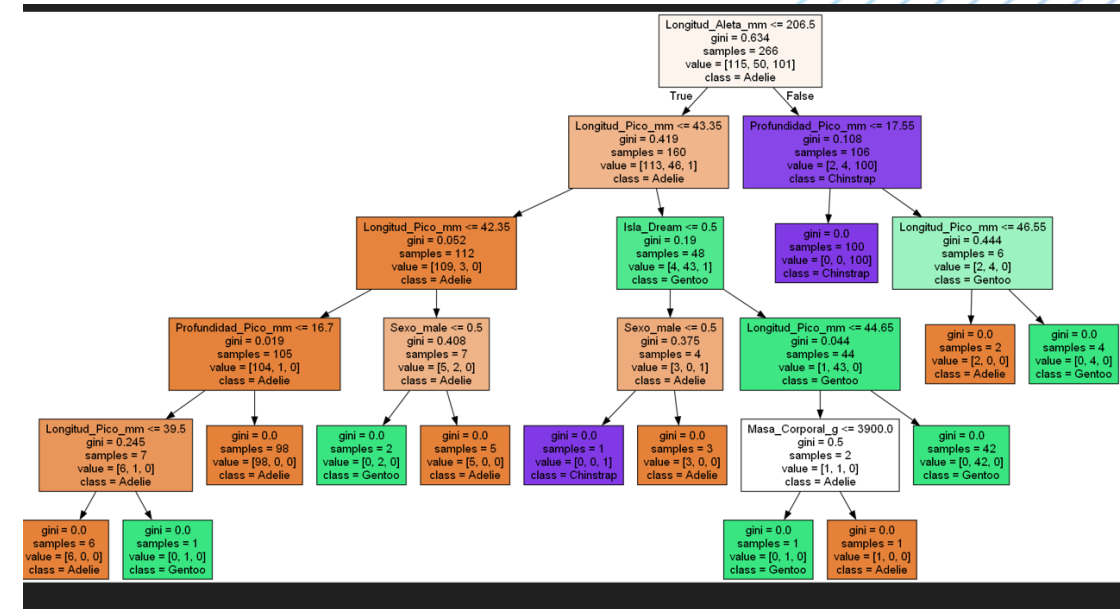 Longitud_Aleta_mm <= 206.5
gini = 0.634
samples = 266
value = [115, 50, 101]
class = Adelie
True
False
Longitud_Pico_mm <= 43.35
gini = 0.419
samples = 160
value = [113, 46, 1]
class = Adelie
Profundidad_Pico_mm <= 17.55
gini = 0.108
samples = 106
value = [2, 4, 100]
class = Chinstrap
Longitud_Pico_mm <= 42.35
gini = 0.052
samples = 112
value = [109, 3, 0]
class = Adelie
Isla_Dream <= 0.5
gini = 0.19
samples = 48
value = [4, 43, 1]
class = Gentoo
gini = 0.0
samples = 100
value = [0, 0, 100]
class = Chinstrap
Longitud_Pico_mm <= 46.55
gini = 0.444
samples = 6
value = [2, 4, 0]
class = Gentoo
Profundidad_Pico_mm <= 16.7
gini = 0.019
samples = 105
value = [104, 1, 0]
class = Adelie
Sexo_male <= 0.5
gini = 0.408
samples = 7
value = [5, 2, 0]
class = Adelie
Sexo_male <= 0.5
gini = 0.375
samples = 4
value = [3, 0, 1]
class = Adelie
Longitud_Pico_mm <= 44.65
gini = 0.044
samples = 44
value = [1, 43, 0]
class = Gentoo
gini = 0.0
samples = 2
value = [2, 0, 0]
class = Adelie
gini = 0.0
samples = 4
value = [0, 4, 0]
class = Gentoo
Longitud_Pico_mm <= 39.5
gini = 0.245
samples = 7
value = [6, 1, 0]
class = Adelie
gini = 0.0
samples = 98
value = [98, 0, 0]
class = Adelie
gini = 0.0
samples = 2
value = [0, 2, 0]
class = Gentoo
gini = 0.0
samples = 5
value = [5, 0, 0]
class = Adelie
gini = 0.0
samples = 1
value = [0, 0, 1]
class = Chinstrap
gini = 0.0
samples = 3
value = [3, 0, 0]
class = Adelie
Masa_Corporal_g <= 3900.0
gini = 0.5
samples = 2
value = [1, 1, 0]
class = Adelie
gini = 0.0
samples = 42
value = [0, 42, 0]
class = Gentoo
gini = 0.0
samples = 6
value = [6, 0, 0]
class = Adelie
gini = 0.0
samples = 1
value = [0, 1, 0]
class = Gentoo
gini = 0.0
samples = 1
value = [0, 1, 0]
class = Gentoo
gini = 0.0
samples = 1
value = [1, 0, 0]
class = Adelie